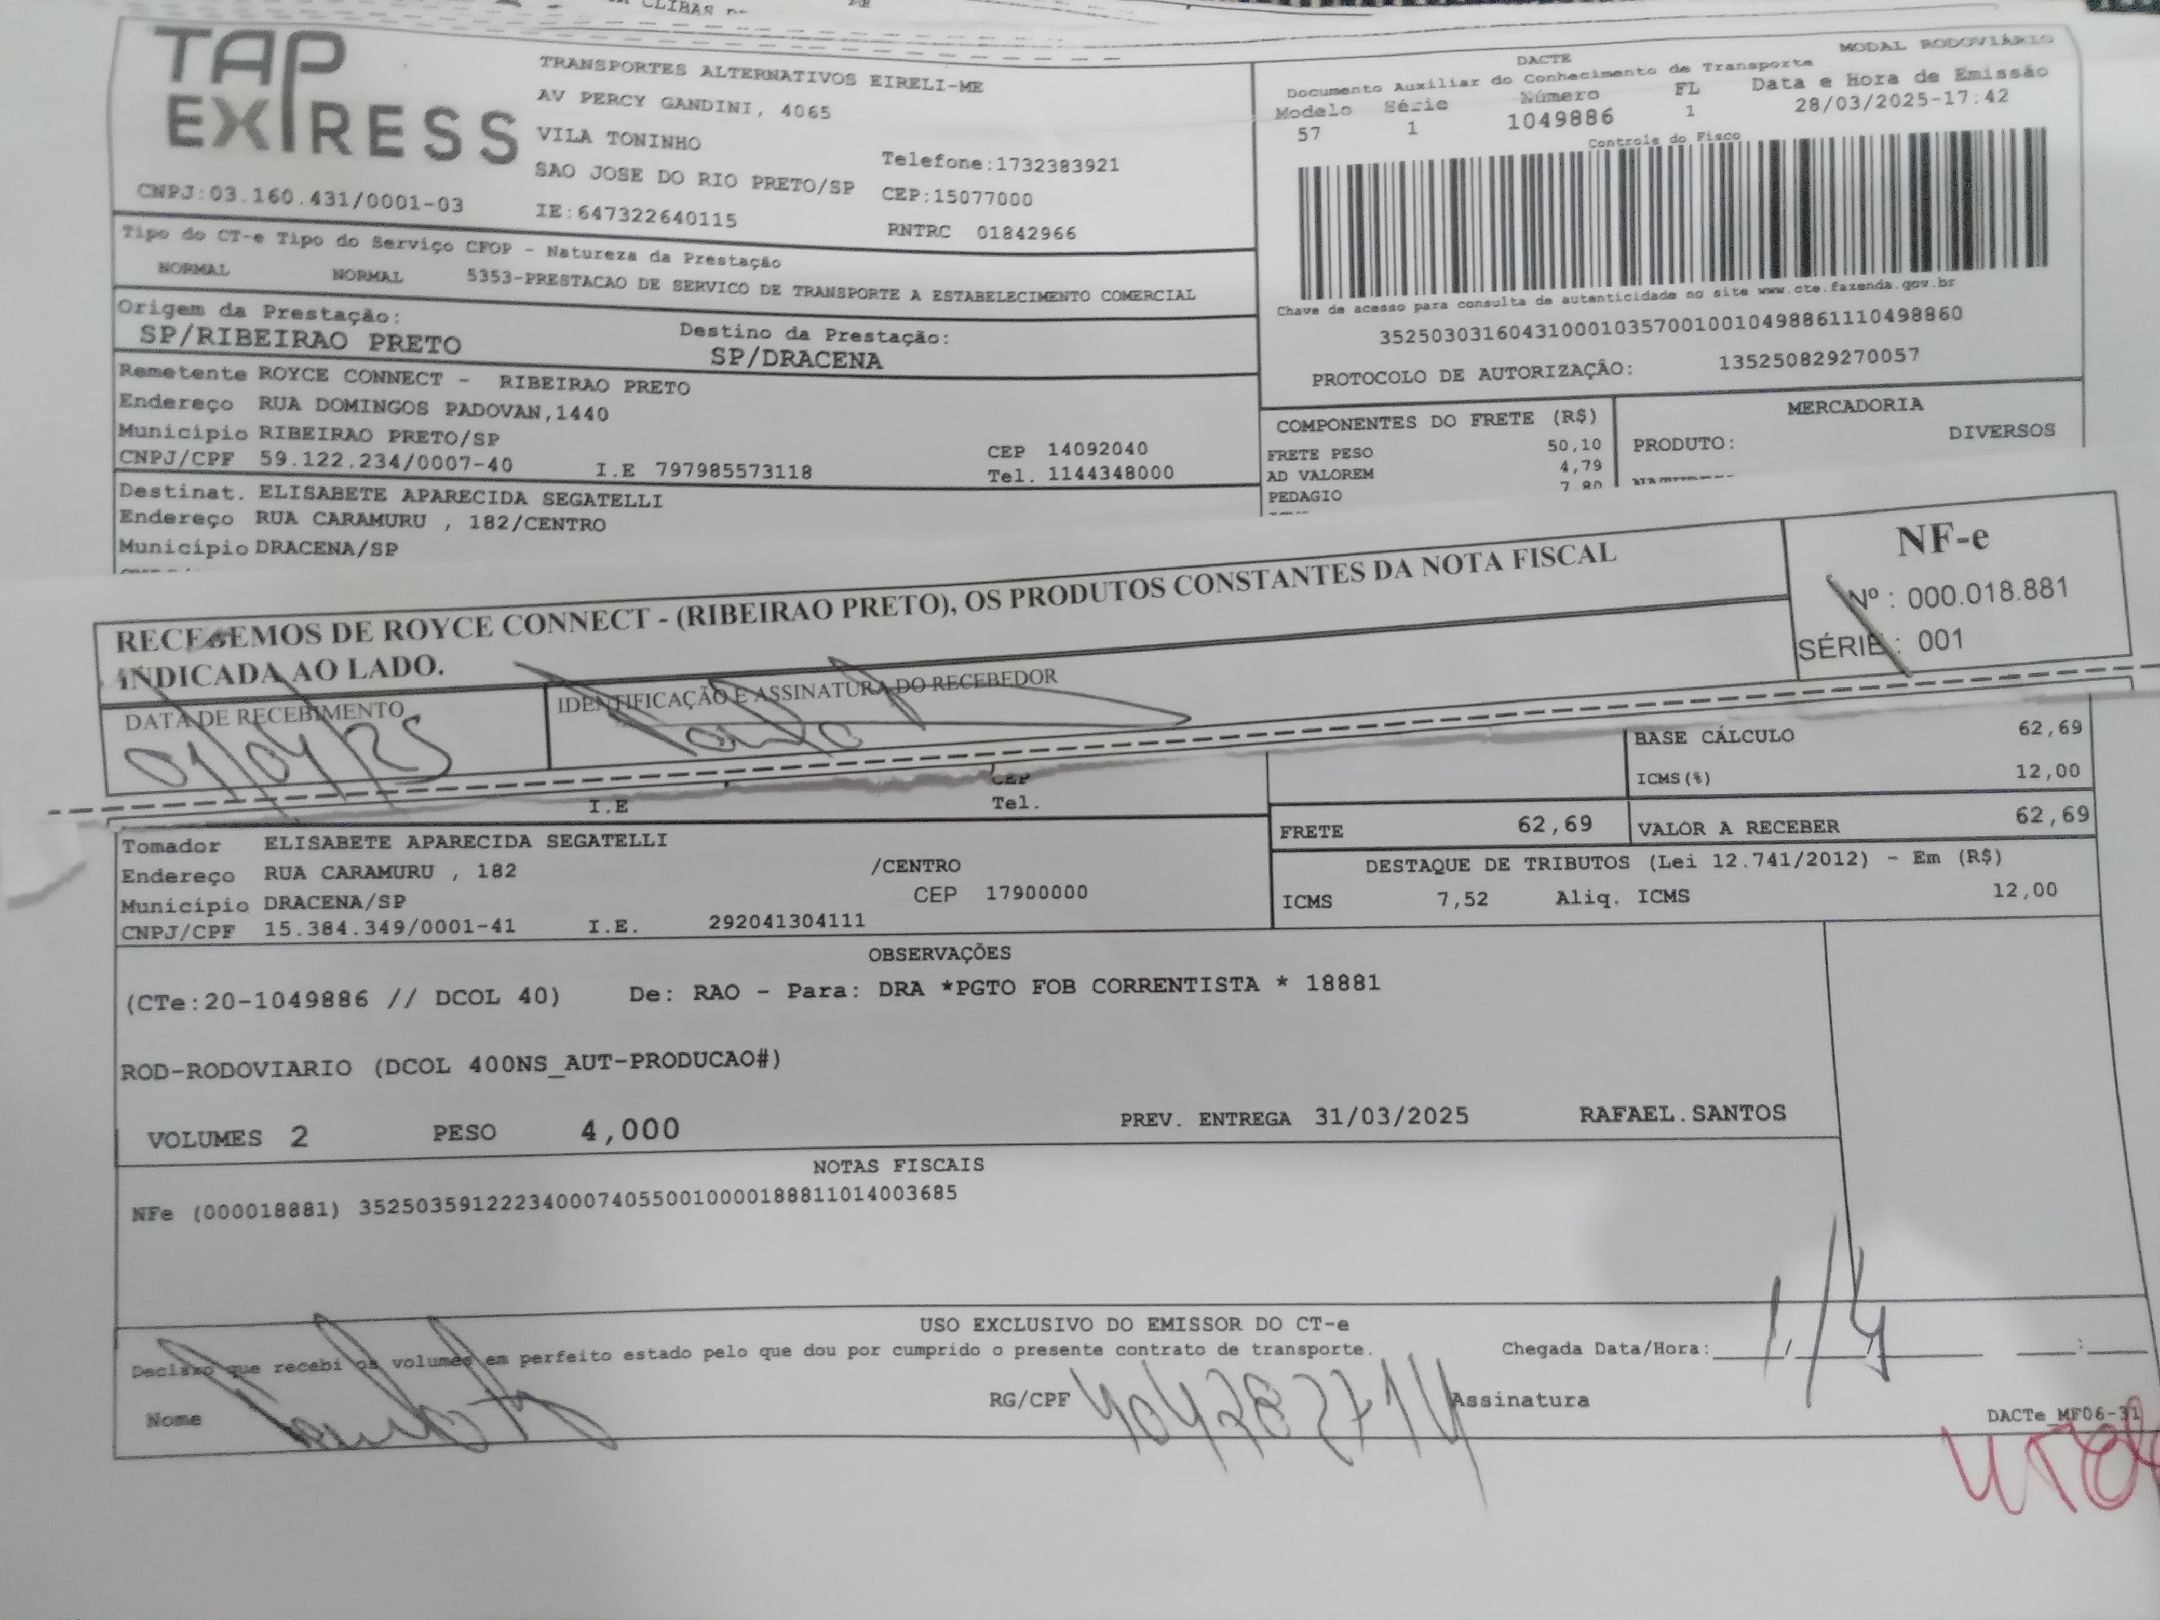 CLIBAS
TAP
EXPRESS
CNPJ:03.160.431/0001-03
TRANSPORTES ALTERNATIVOS EIRELI-ME
AV PERCY GANDINI, 4065
VILA TONINHO
SAO JOSE DO RIO PRETO/SP
IE:647322640115
Telefone:1732383921
CEP:15077000
RNTRC 01842966
DACTE MODAL RODOVIÁRIO
Documento Auxiliar do Conhecimento de Transporte
Modelo Série Número FL Data e Hora de Emissão
57 1 1049886 1 28/03/2025-17:42
Controle do Fisco
Chave de acesso para consulta de autenticidade no site www.cte.fazenda.gov.br
35250303160431000103570010010498861110498860
PROTOCOLO DE AUTORIZAÇÃO: 135250829270057
Tipo do CT-e Tipo do Serviço CFOP - Natureza da Prestação
NORMAL NORMAL 5353-PRESTACAO DE SERVICO DE TRANSPORTE A ESTABELECIMENTO COMERCIAL
Origem da Prestação: Destino da Prestação:
SP/RIBEIRAO PRETO SP/DRACENA
Remetente ROYCE CONNECT - RIBEIRAO PRETO
Endereço RUA DOMINGOS PADOVAN,1440
Município RIBEIRAO PRETO/SP CEP 14092040
CNPJ/CPF 59.122.234/0007-40 I.E 797985573118 Tel. 1144348000
Destinat. ELISABETE APARECIDA SEGATELLI
Endereço RUA CARAMURU , 182/CENTRO
Município DRACENA/SP
COMPONENTES DO FRETE (R$)
FRETE PESO 50,10
AD VALOREM 4,79
PEDAGIO 7,80
MERCADORIA
PRODUTO: DIVERSOS
RECEBEMOS DE ROYCE CONNECT - (RIBEIRAO PRETO), OS PRODUTOS CONSTANTES DA NOTA FISCAL
INDICADA AO LADO.
NF-e
Nº : 000.018.881
SÉRIE : 001
DATA DE RECEBIMENTO
01/04/25
IDENTIFICAÇÃO E ASSINATURA DO RECEBEDOR
I.E CEP
Tel.
BASE CÁLCULO 62,69
ICMS(%) 12,00
FRETE 62,69 VALOR A RECEBER 62,69
Tomador ELISABETE APARECIDA SEGATELLI
Endereço RUA CARAMURU , 182 /CENTRO
Município DRACENA/SP CEP 17900000
CNPJ/CPF 15.384.349/0001-41 I.E. 292041304111
DESTAQUE DE TRIBUTOS (Lei 12.741/2012) - Em (R$)
ICMS 7,52 Aliq. ICMS 12,00
OBSERVAÇÕES
(CTe:20-1049886 // DCOL 40) De: RAO - Para: DRA *PGTO FOB CORRENTISTA * 18881
ROD-RODOVIARIO (DCOL 400NS_AUT-PRODUCAO#)
VOLUMES 2 PESO 4,000 PREV. ENTREGA 31/03/2025 RAFAEL.SANTOS
NOTAS FISCAIS
NFe (000018881) 35250359122234000740550010000188811014003685
USO EXCLUSIVO DO EMISSOR DO CT-e
Declaro que recebi os volumes em perfeito estado pelo que dou por cumprido o presente contrato de transporte. Chegada Data/Hora: 1/4
Nome RG/CPF Assinatura
DACTe_MF06-31